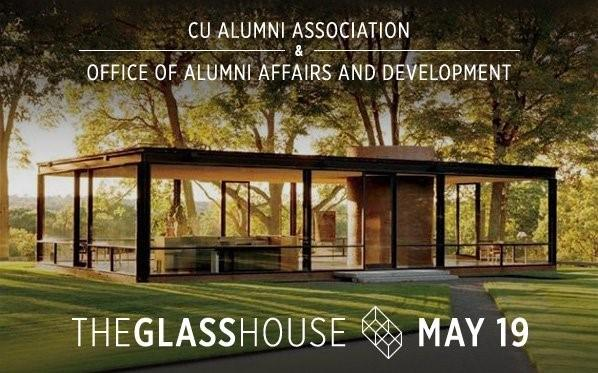 CU ALUMNI ASSOCIATION
&
OFFICE OF ALUMNI AFFAIRS AND DEVELOPMENT
THEGLASSHOUSE MAY 19